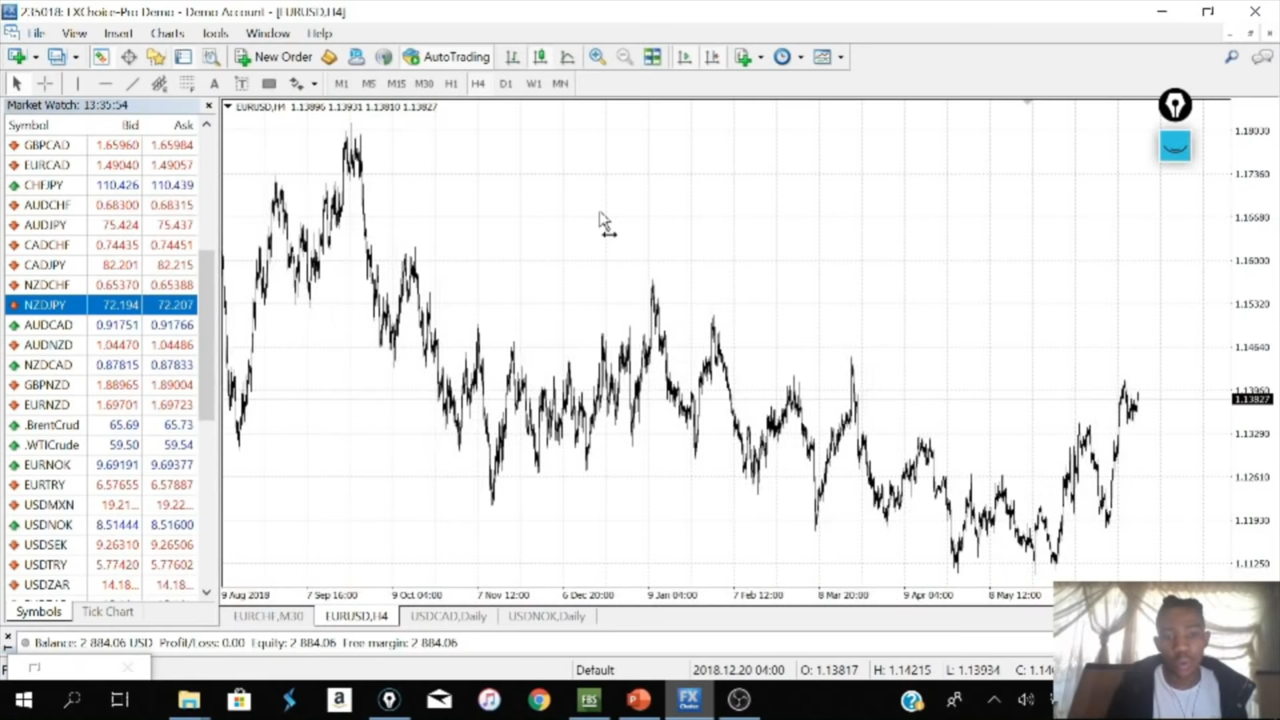 235018: FXChoice-Pro Demo - Demo Account - [EURUSD,H4]
File View Insert Charts Tools Window Help
New Order AutoTrading
A T M1 M5 M15 M30 H1 H4 D1 W1 MN
Market Watch: 13:35:54
Symbol Bid Ask
GBPCAD 1.65960 1.65984
EURCAD 1.49040 1.49057
CHFJPY 110.426 110.439
AUDCHF 0.68300 0.68315
AUDJPY 75.424 75.437
CADCHF 0.74435 0.74451
CADJPY 82.201 82.215
NZDCHF 0.65370 0.65388
NZDJPY 72.194 72.207
AUDCAD 0.91751 0.91766
AUDNZD 1.04470 1.04486
NZDCAD 0.87815 0.87833
GBPNZD 1.88965 1.89004
EURNZD 1.69701 1.69723
.BrentCrud 65.69 65.73
.WTICrude 59.50 59.54
EURNOK 9.69191 9.69377
EURTRY 6.57655 6.57887
USDMXN 19.21... 19.22...
USDNOK 8.51444 8.51600
USDSEK 9.26310 9.26506
USDTRY 5.77420 5.77602
USDZAR 14.18... 14.18...
Symbols Tick Chart
EURUSD,H4 1.13896 1.13931 1.13810 1.13827
1.18030
1.17360
1.16680
1.16000
1.15320
1.14640
1.13827
1.13290
1.12610
1.11930
1.11250
9 Aug 2018 7 Sep 16:00 9 Oct 04:00 7 Nov 12:00 6 Dec 20:00 9 Jan 04:00 7 Feb 12:00 8 Mar 20:00 9 Apr 04:00 8 May 12:00
EURCHF,M30 EURUSD,H4 USDCAD,Daily USDNOK,Daily
Balance: 2 884.06 USD Profit/Loss: 0.00 Equity: 2 884.06 Free margin: 2 884.06
Default 2018.12.20 04:00 O: 1.13817 H: 1.14215 L: 1.13934
FBS FX Choice